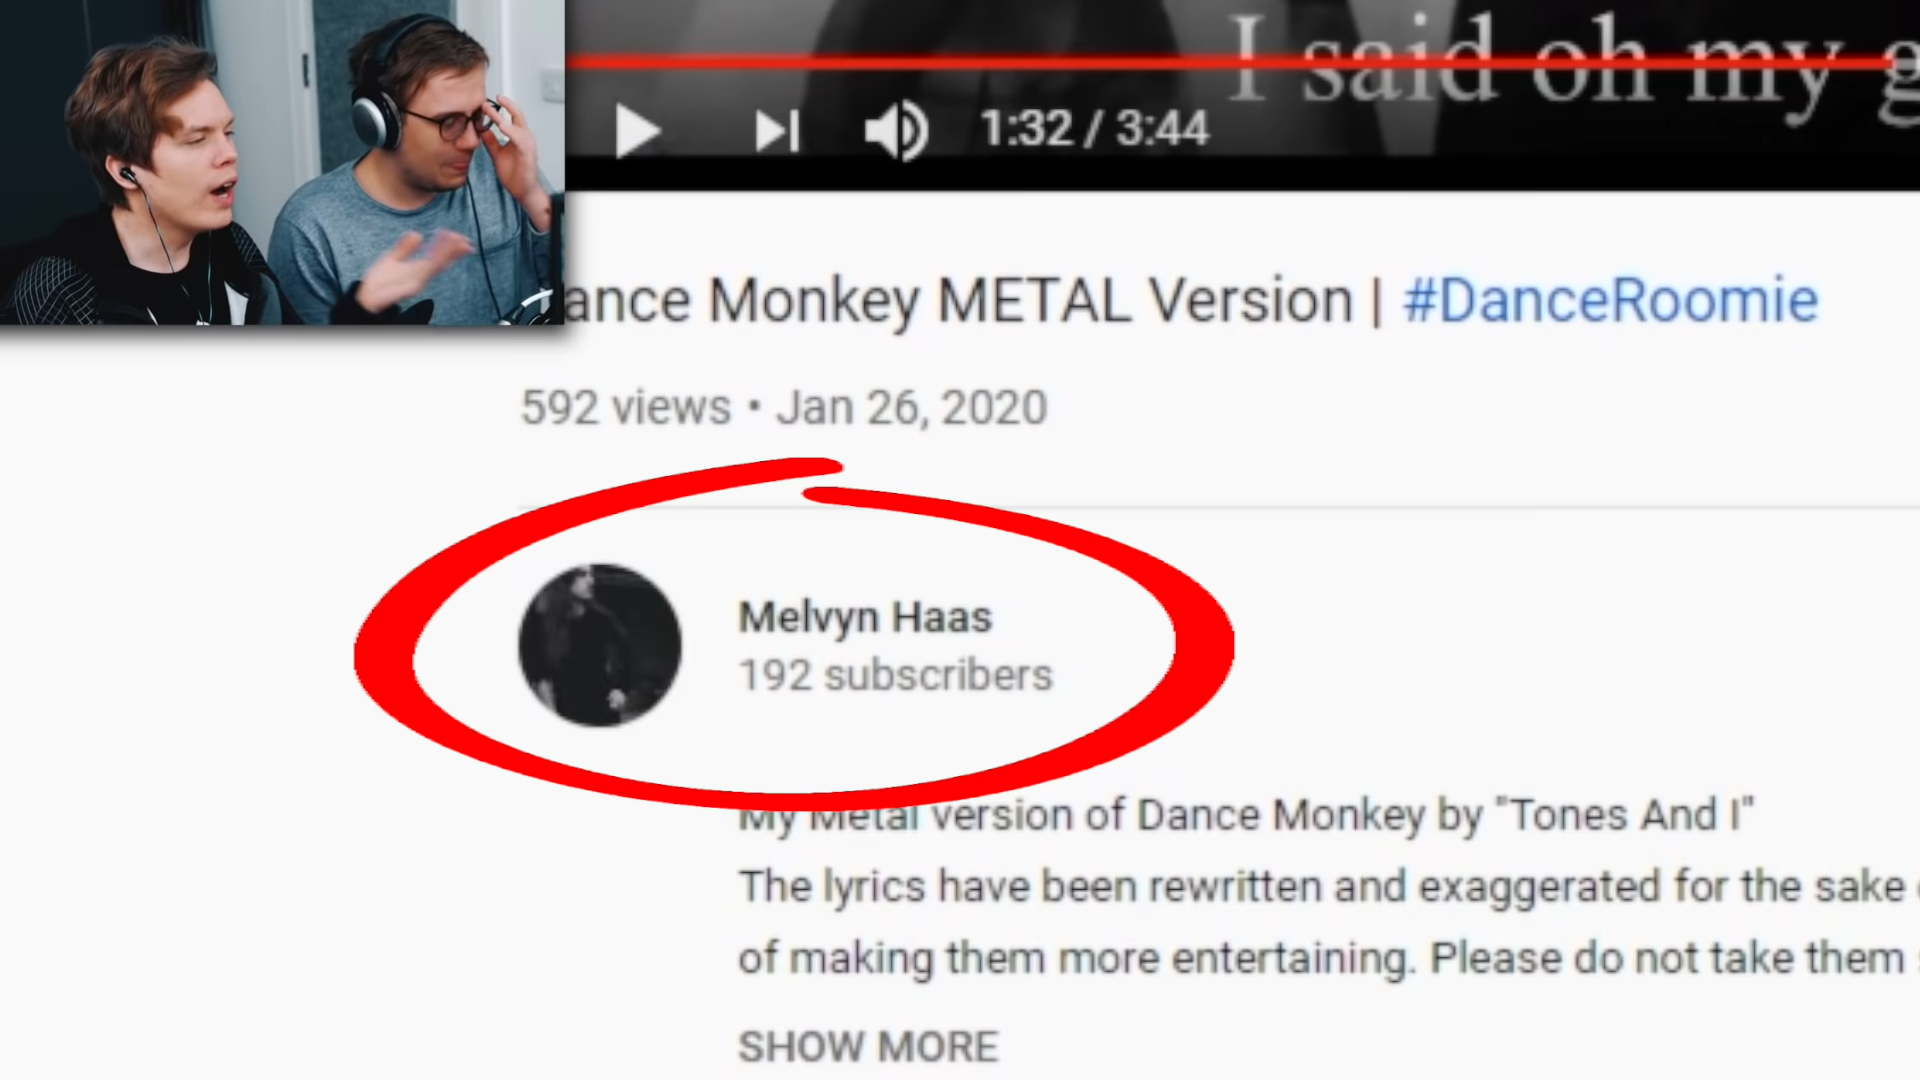 I said oh my g
1:32 / 3:44
ance Monkey METAL Version | #DanceRoomie
592 views • Jan 26, 2020
Melvyn Haas
192 subscribers
My Metal version of Dance Monkey by "Tones And I"
The lyrics have been rewritten and exaggerated for the sake
of making them more entertaining. Please do not take them
SHOW MORE